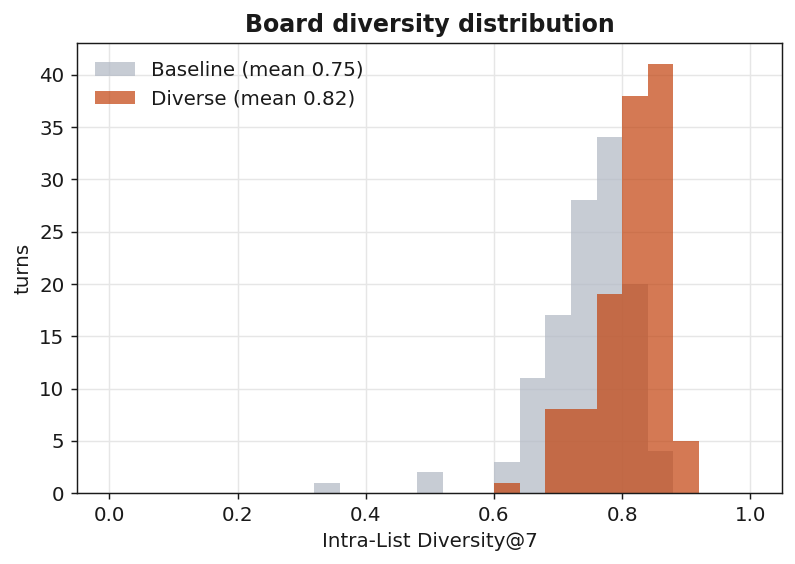 Board diversity distribution
Baseline (mean 0.75)
Diverse (mean 0.82)
turns
40
35
30
25
20
15
10
5
0
0.0 0.2 0.4 0.6 0.8 1.0
Intra-List Diversity@7